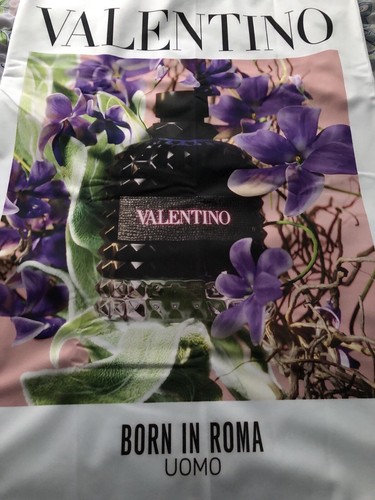 VALENTINO
VALENTINO
BORN IN ROMA
UOMO